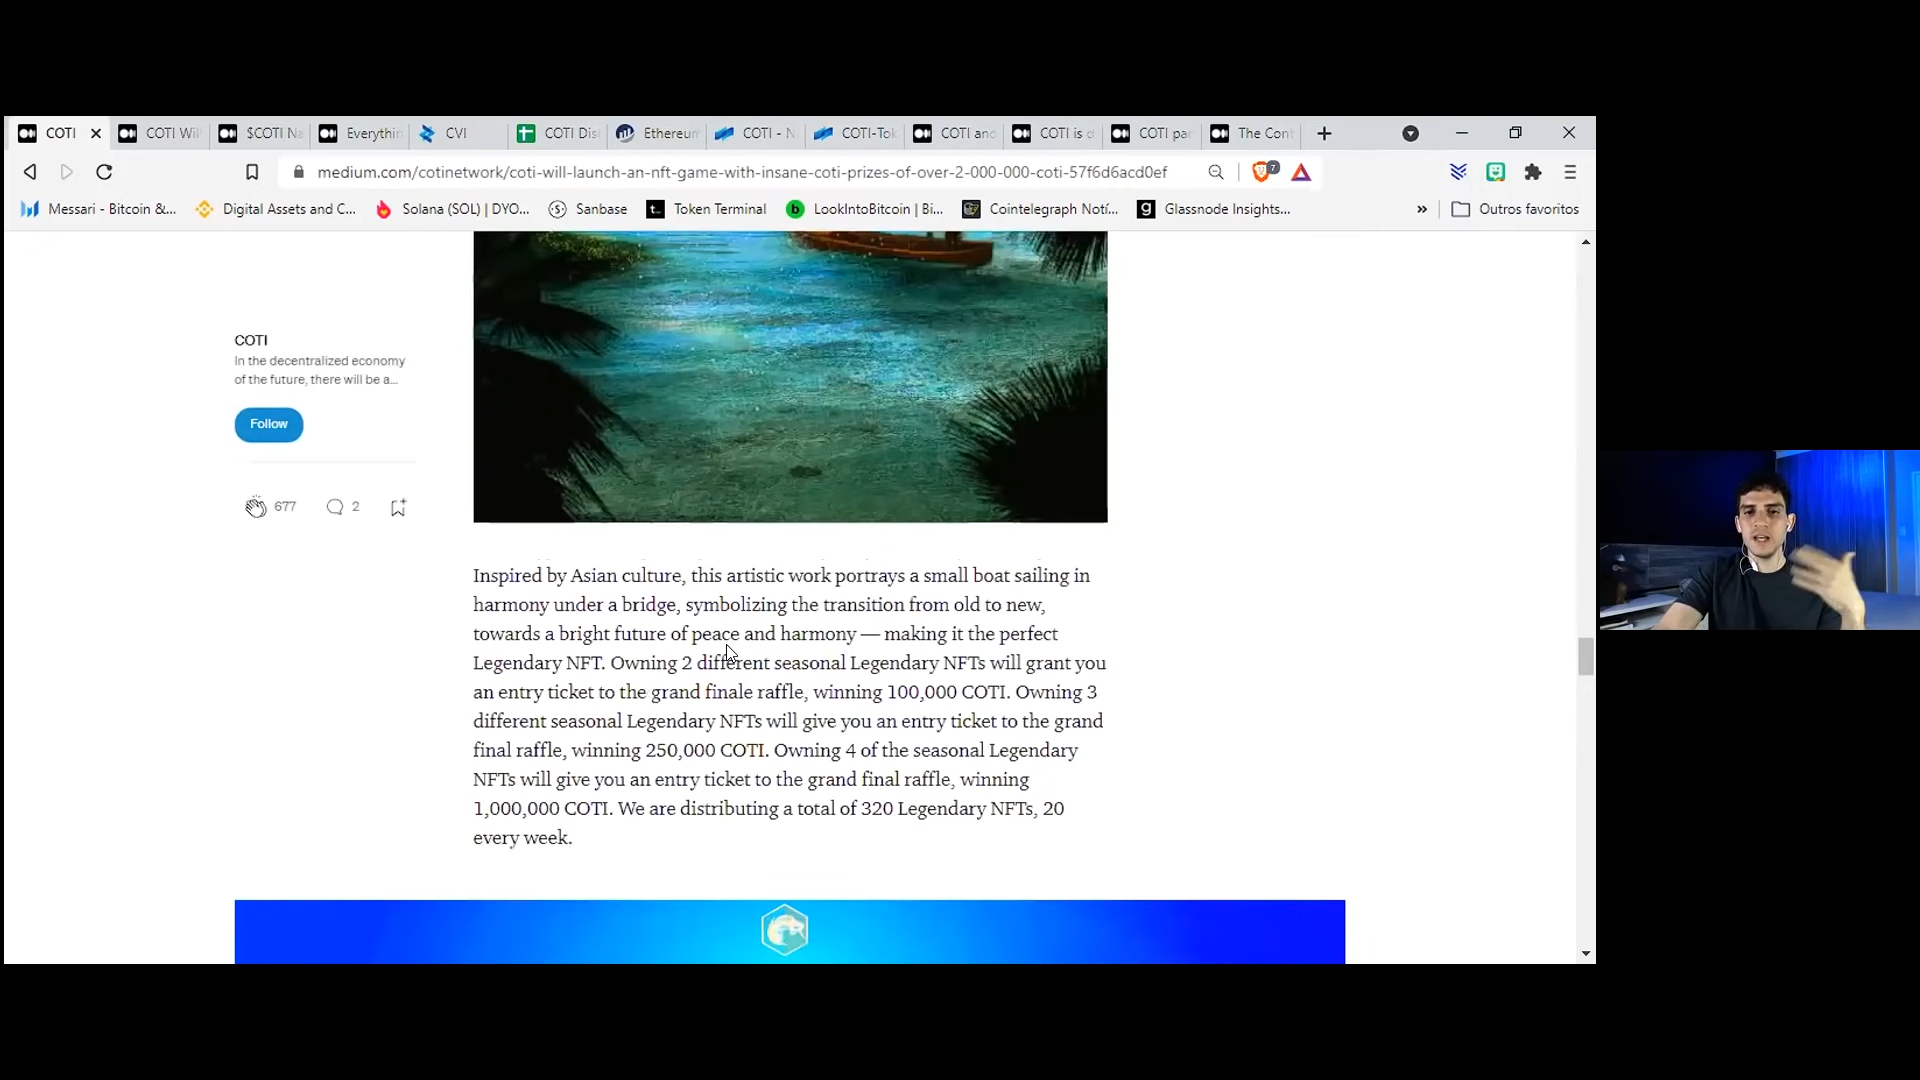 COTI
COTI Wil
$COTI Na
Everythin
CVI
COTI Dis
Ethereum
COTI - N
COTI-Tok
COTI and
COTI is
COTI par
The Cont
medium.com/cotinetwork/coti-will-launch-an-nft-game-with-insane-coti-prizes-of-over-2-000-000-coti-57f6d6acd0ef
7
Messari - Bitcoin &...
Digital Assets and C...
Solana (SOL) | DYO...
Sanbase
Token Terminal
LookIntoBitcoin | Bi...
Cointelegraph Notí...
Glassnode Insights...
»
Outros favoritos
COTI
In the decentralized economy
of the future, there will be a...
Follow
677
2
Inspired by Asian culture, this artistic work portrays a small boat sailing in
harmony under a bridge, symbolizing the transition from old to new,
towards a bright future of peace and harmony — making it the perfect
Legendary NFT. Owning 2 different seasonal Legendary NFTs will grant you
an entry ticket to the grand finale raffle, winning 100,000 COTI. Owning 3
different seasonal Legendary NFTs will give you an entry ticket to the grand
final raffle, winning 250,000 COTI. Owning 4 of the seasonal Legendary
NFTs will give you an entry ticket to the grand final raffle, winning
1,000,000 COTI. We are distributing a total of 320 Legendary NFTs, 20
every week.